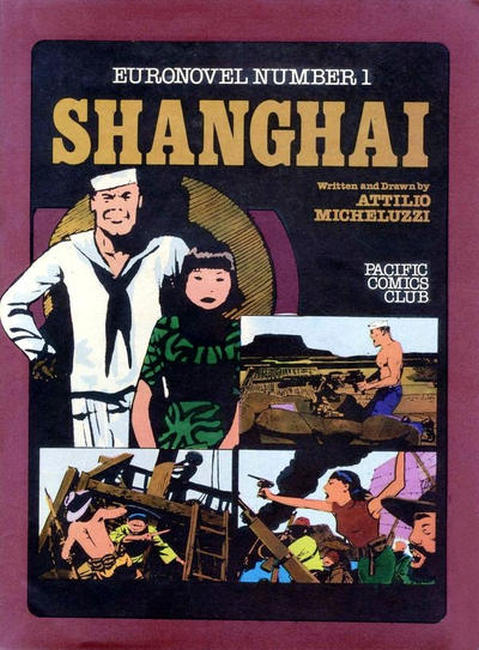 EURONOVEL NUMBER 1
SHANGHAI
Written and Drawn by
ATTILIO
MICHELUZZI
PACIFIC
COMICS
CLUB